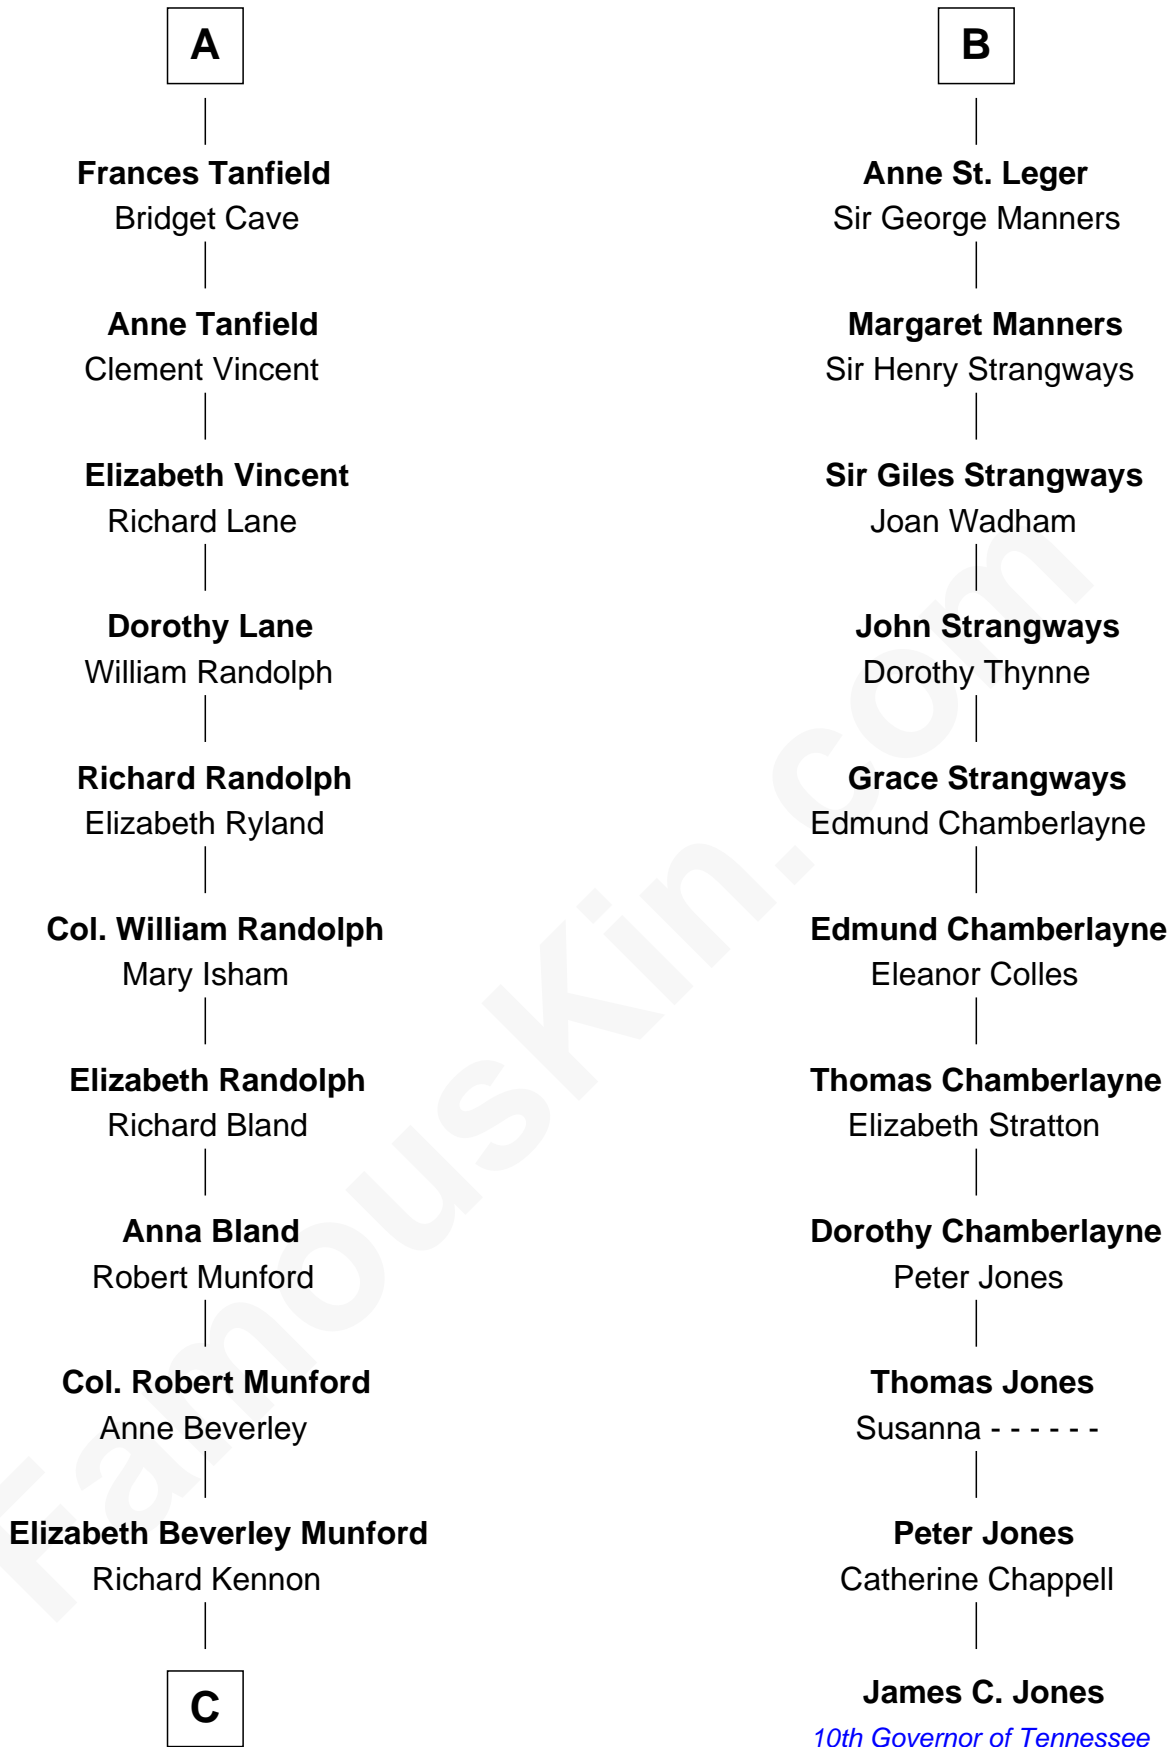 A
Frances Tanfield
Bridget Cave
Anne Tanfield
Clement Vincent
Elizabeth Vincent
Richard Lane
Dorothy Lane
William Randolph
Richard Randolph
Elizabeth Ryland
Col. William Randolph
Mary Isham
Elizabeth Randolph
Richard Bland
Anna Bland
Robert Munford
Col. Robert Munford
Anne Beverley
Elizabeth Beverley Munford
Richard Kennon
C
B
Anne St. Leger
Sir George Manners
Margaret Manners
Sir Henry Strangways
Sir Giles Strangways
Joan Wadham
John Strangways
Dorothy Thynne
Grace Strangways
Edmund Chamberlayne
Edmund Chamberlayne
Eleanor Colles
Thomas Chamberlayne
Elizabeth Stratton
Dorothy Chamberlayne
Peter Jones
Thomas Jones
Susanna - - - - - -
Peter Jones
Catherine Chappell
James C. Jones
10th Governor of Tennessee
FamousKin.com